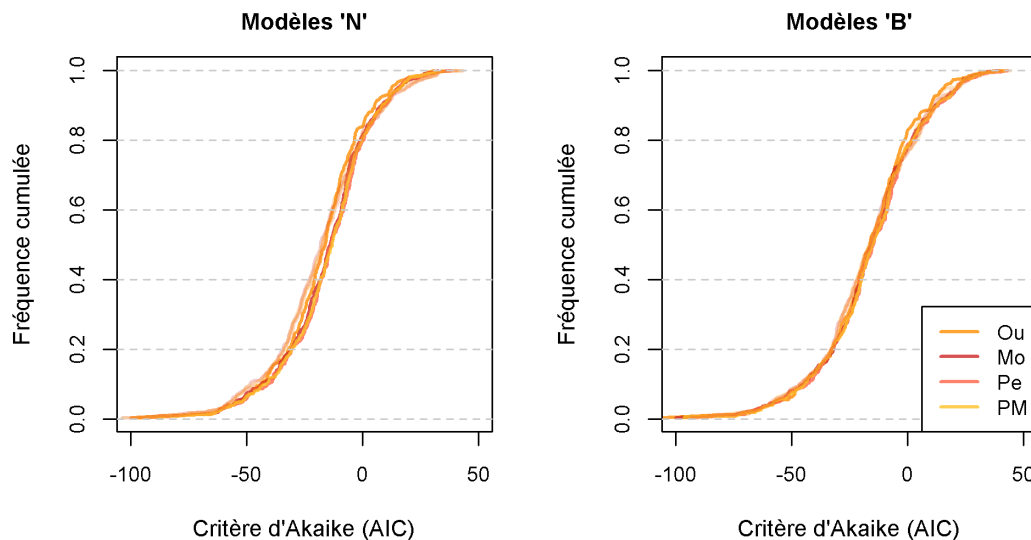 Modèles 'N'
Fréquence cumulée
1.0
0.8
0.6
0.4
0.2
0.0
-100 -50 0 50
Critère d'Akaike (AIC)
Modèles 'B'
Fréquence cumulée
1.0
0.8
0.6
0.4
0.2
0.0
Ou
Mo
Pe
PM
-100 -50 0 50
Critère d'Akaike (AIC)